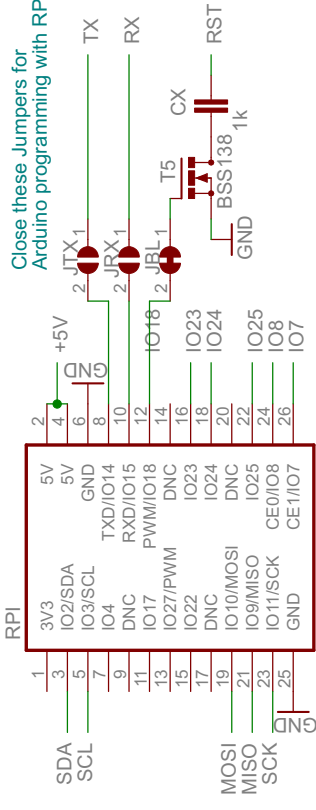 Close these Jumpers for
Arduino programming with RP
TX
RX
RST
CX
1k
T5
BSS138
GND
JTX
1
2
JRX
1
2
JBL
1
2
IO18
+5V
GND
IO23
IO24
IO25
IO8
IO7
2
4
6
8
10
12
14
16
18
20
22
24
26
5V
5V
GND
TXD/IO14
RXD/IO15
PWM/IO18
DNC
IO23
IO24
DNC
IO25
CE0/IO8
CE1/IO7
RPI
3V3
IO2/SDA
IO3/SCL
IO4
DNC
IO17
IO27/PWM
IO22
DNC
IO10/MOSI
IO9/MISO
IO11/SCK
GND
1
3
5
7
9
11
13
15
17
19
21
23
25
SDA
SCL
MOSI
MISO
SCK
GND